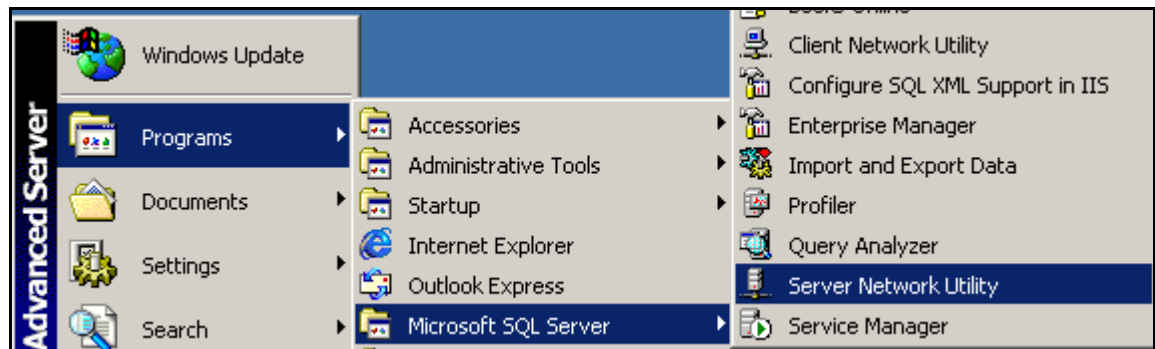 Advanced Server
Windows Update
Programs
Documents
Settings
Search
Accessories
Administrative Tools
Startup
Internet Explorer
Outlook Express
Microsoft SQL Server
Client Network Utility
Configure SQL XML Support in IIS
Enterprise Manager
Import and Export Data
Profiler
Query Analyzer
Server Network Utility
Service Manager